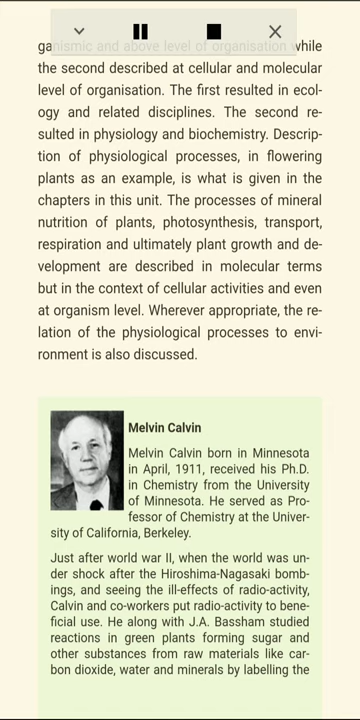 ganismic and above level of organisation while
the second described at cellular and molecular
level of organisation. The first resulted in ecol-
ogy and related disciplines. The second re-
sulted in physiology and biochemistry. Descrip-
tion of physiological processes, in flowering
plants as an example, is what is given in the
chapters in this unit. The processes of mineral
nutrition of plants, photosynthesis, transport,
respiration and ultimately plant growth and de-
velopment are described in molecular terms
but in the context of cellular activities and even
at organism level. Wherever appropriate, the re-
lation of the physiological processes to envi-
ronment is also discussed.
Melvin Calvin
Melvin Calvin born in Minnesota
in April, 1911, received his Ph.D.
in Chemistry from the University
of Minnesota. He served as Pro-
fessor of Chemistry at the Univer-
sity of California, Berkeley.
Just after world war II, when the world was un-
der shock after the Hiroshima-Nagasaki bomb-
ings, and seeing the ill-effects of radio-activity,
Calvin and co-workers put radio-activity to bene-
ficial use. He along with J.A. Bassham studied
reactions in green plants forming sugar and
other substances from raw materials like car-
bon dioxide, water and minerals by labelling the